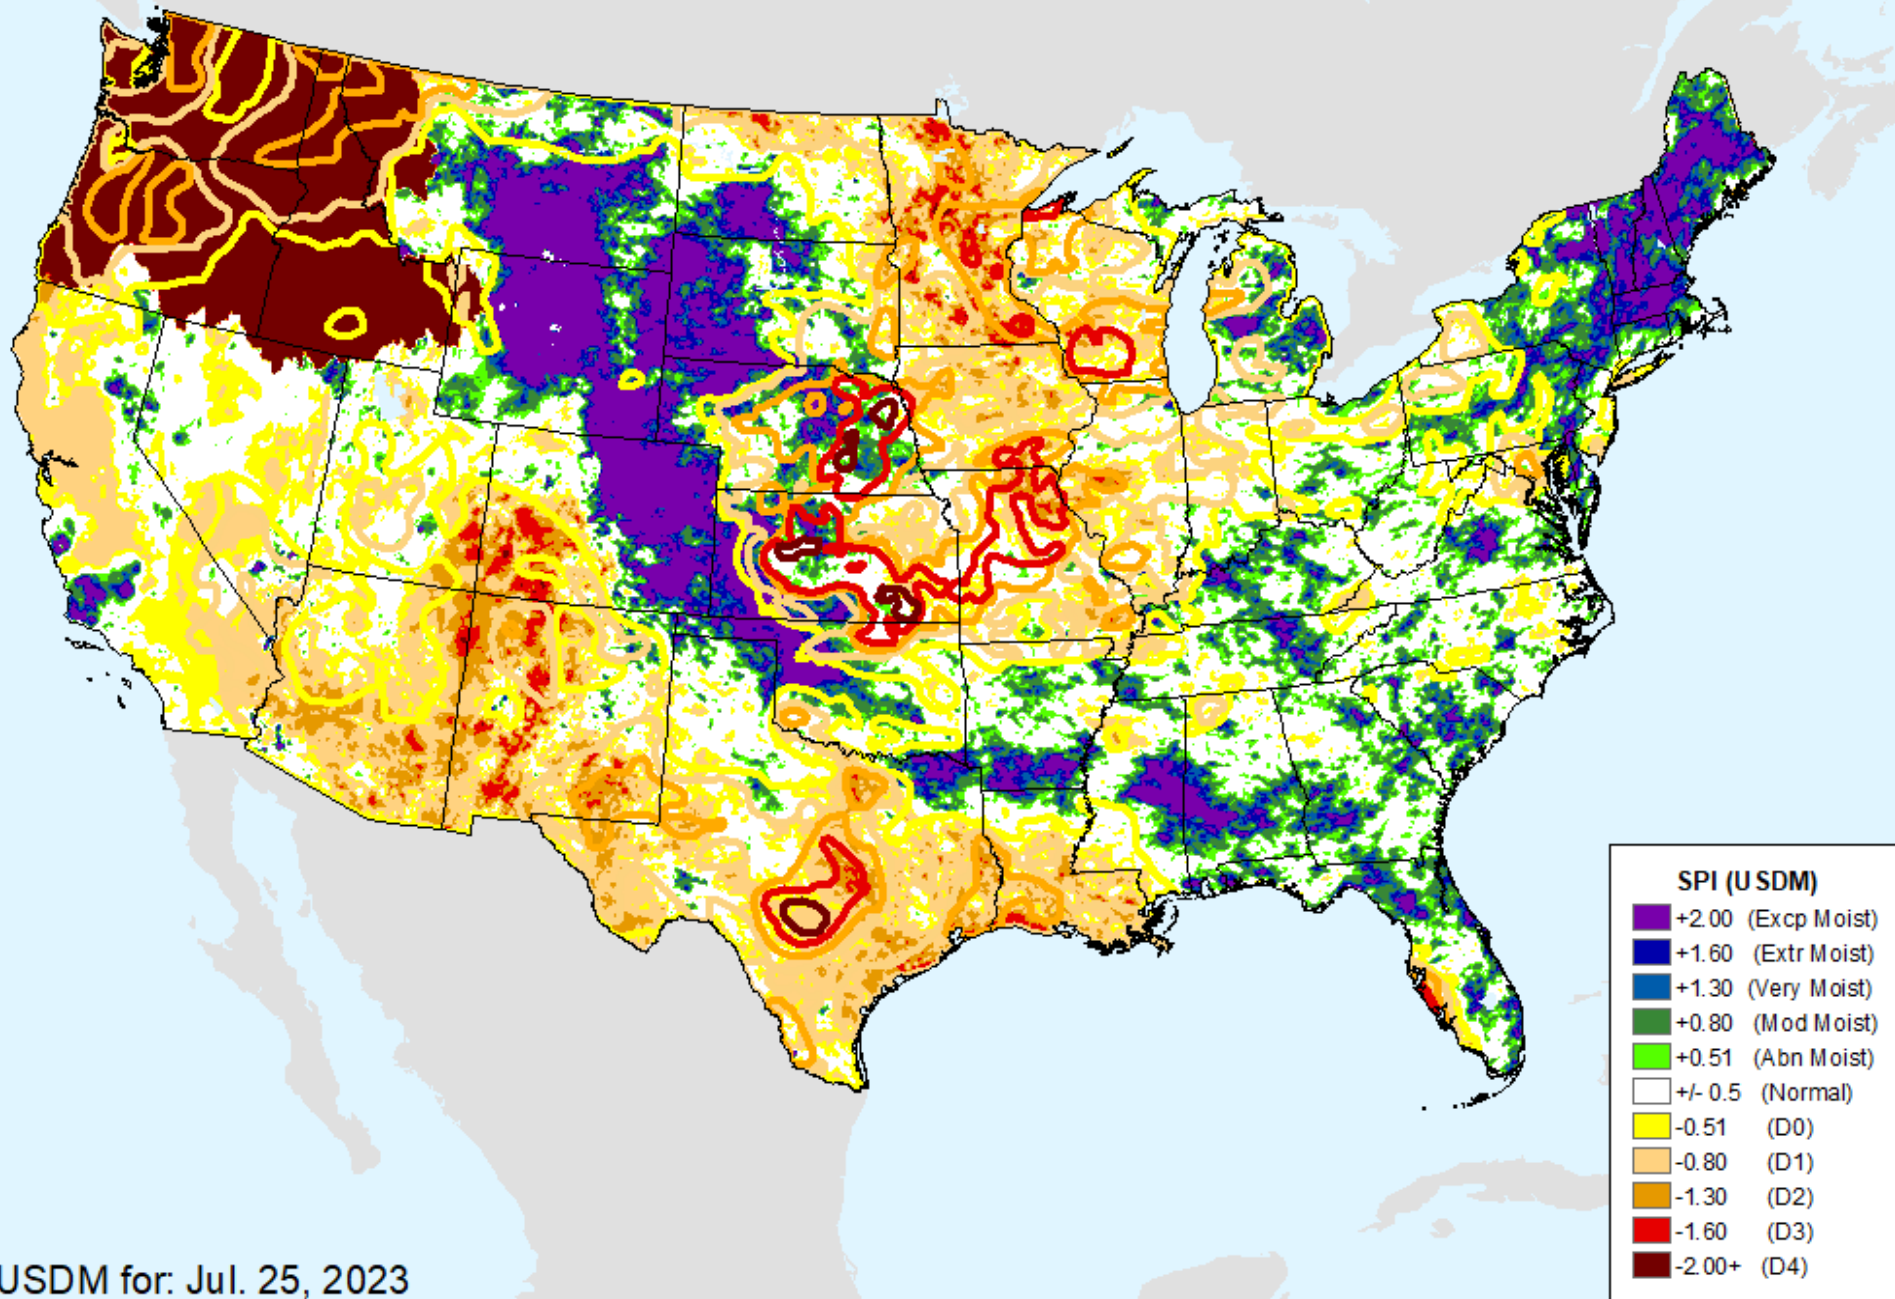 SPI (USDM)
+2.00 (Excp Moist)
+1.60 (Extr Moist)
+1.30 (Very Moist)
+0.80 (Mod Moist)
+0.51 (Abn Moist)
+/- 0.5 (Normal)
-0.51 (D0)
-0.80 (D1)
-1.30 (D2)
-1.60 (D3)
-2.00+ (D4)
USDM for: Jul. 25, 2023